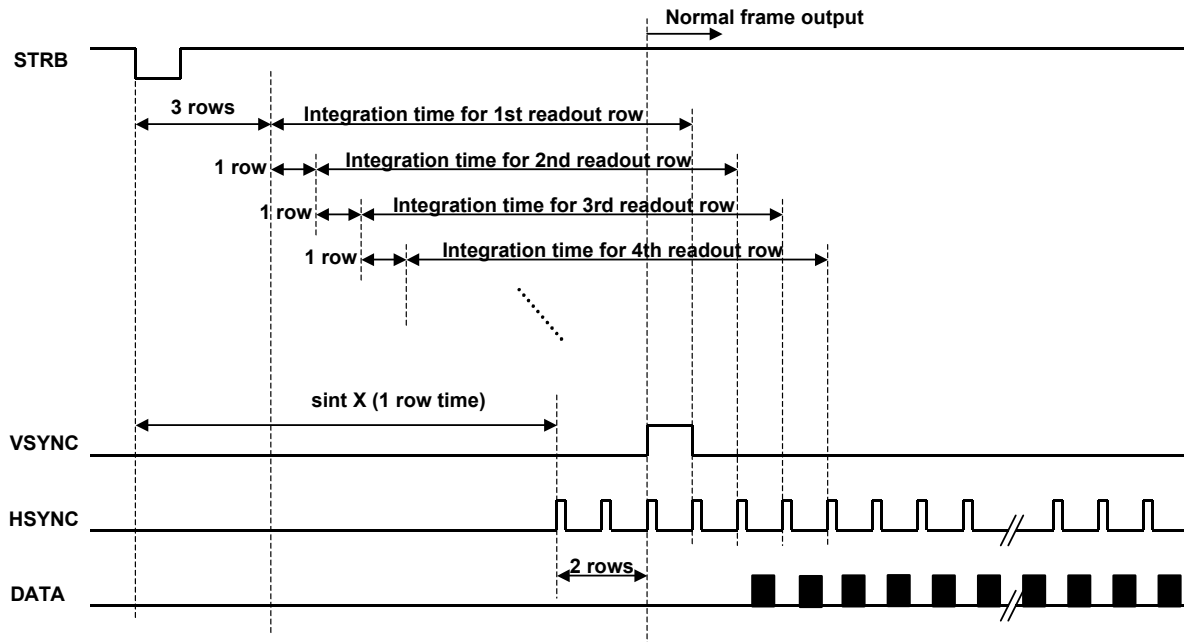 Normal frame output
STRB
3 rows
Integration time for 1st readout row
1 row
Integration time for 2nd readout row
1 row
Integration time for 3rd readout row
1 row
Integration time for 4th readout row
sint X (1 row time)
VSYNC
HSYNC
2 rows
DATA